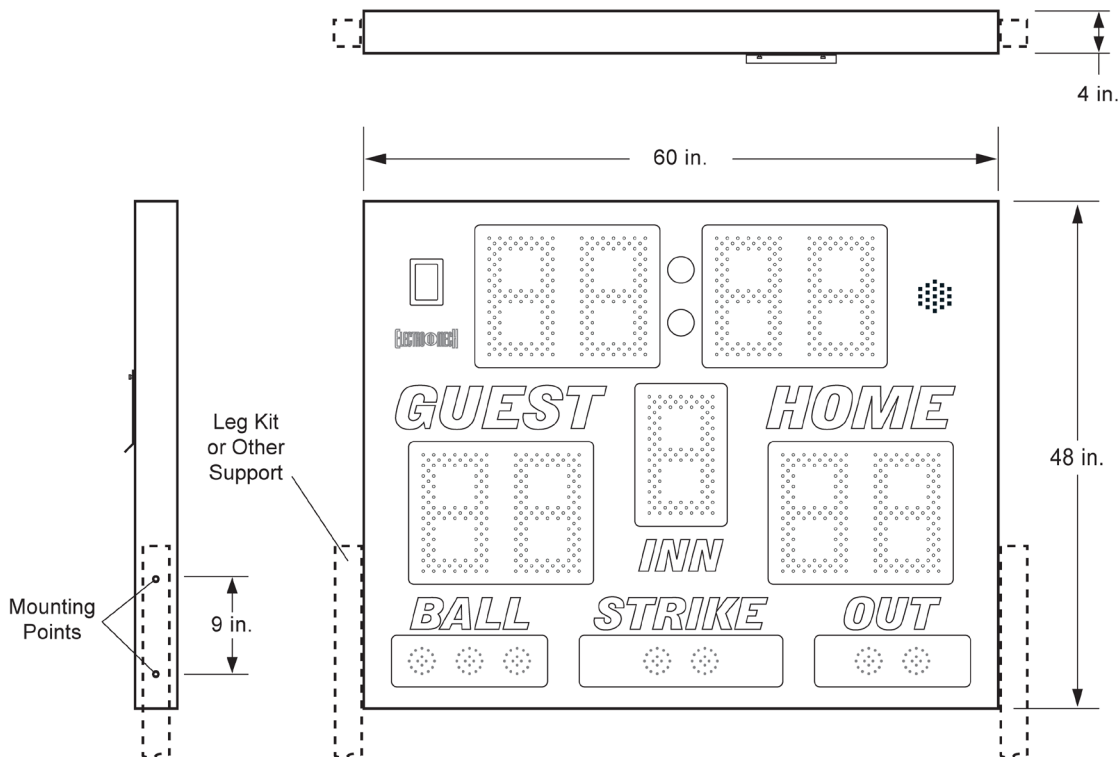 4 in.
60 in.
GUEST
HOME
Leg Kit
or Other
Support
48 in.
INN
Mounting
Points
9 in.
BALL
STRIKE
OUT